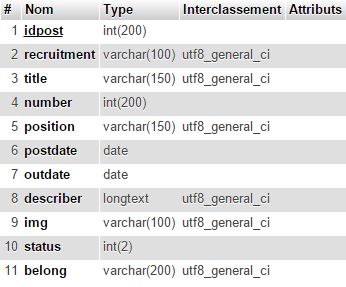 # Nom Type Interclassement Attributs
1 idpost int(200)
2 recruitment varchar(100) utf8_general_ci
3 title varchar(150) utf8_general_ci
4 number int(200)
5 position varchar(150) utf8_general_ci
6 postdate date
7 outdate date
8 describer longtext utf8_general_ci
9 img varchar(100) utf8_general_ci
10 status int(2)
11 belong varchar(200) utf8_general_ci